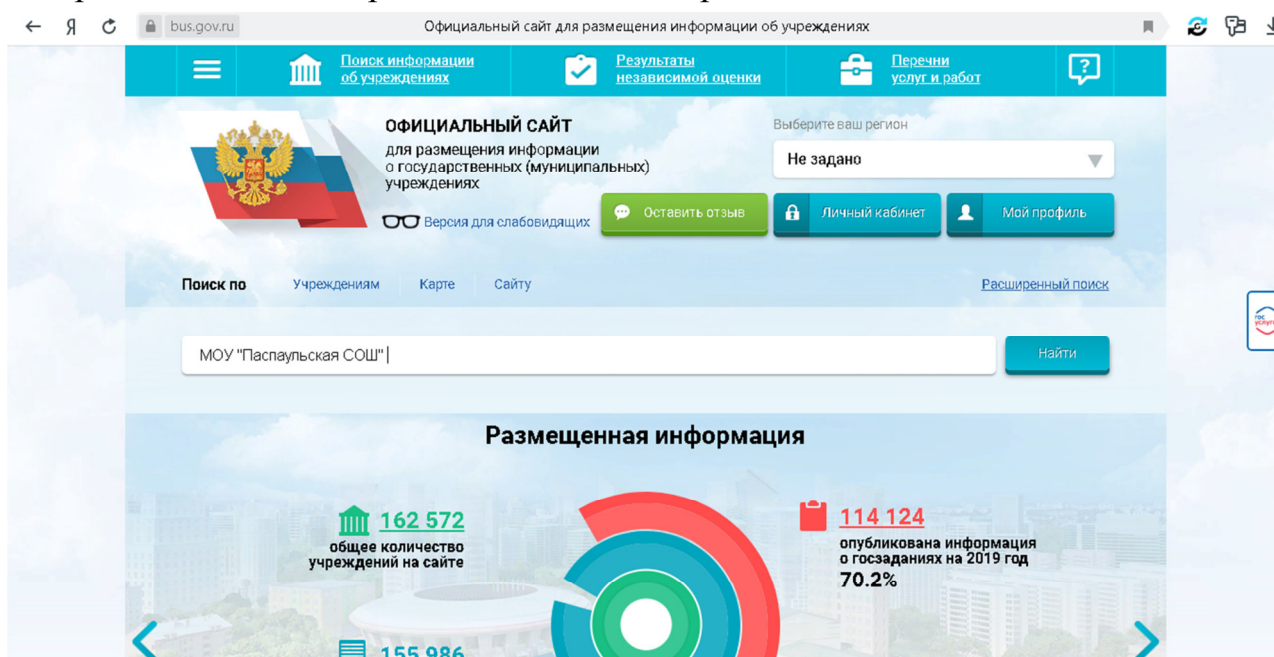 bus.gov.ru
Официальный сайт для размещения информации об учреждениях
Поиск информации
об учреждениях
Результаты
независимой оценки
Перечни
услуг и работ
ОФИЦИАЛЬНЫЙ САЙТ
для размещения информации
о государственных (муниципальных)
учреждениях
Версия для слабовидящих
Выберите ваш регион
Не задано
Оставить отзыв
Личный кабинет
Мой профиль
Поиск по
Учреждениям
Карте
Сайту
Расширенный поиск
МОУ "Паспаульская СОШ"
Найти
Размещенная информация
162 572
общее количество
учреждений на сайте
114 124
опубликована информация
о госзаданиях на 2019 год
70.2%
155 986